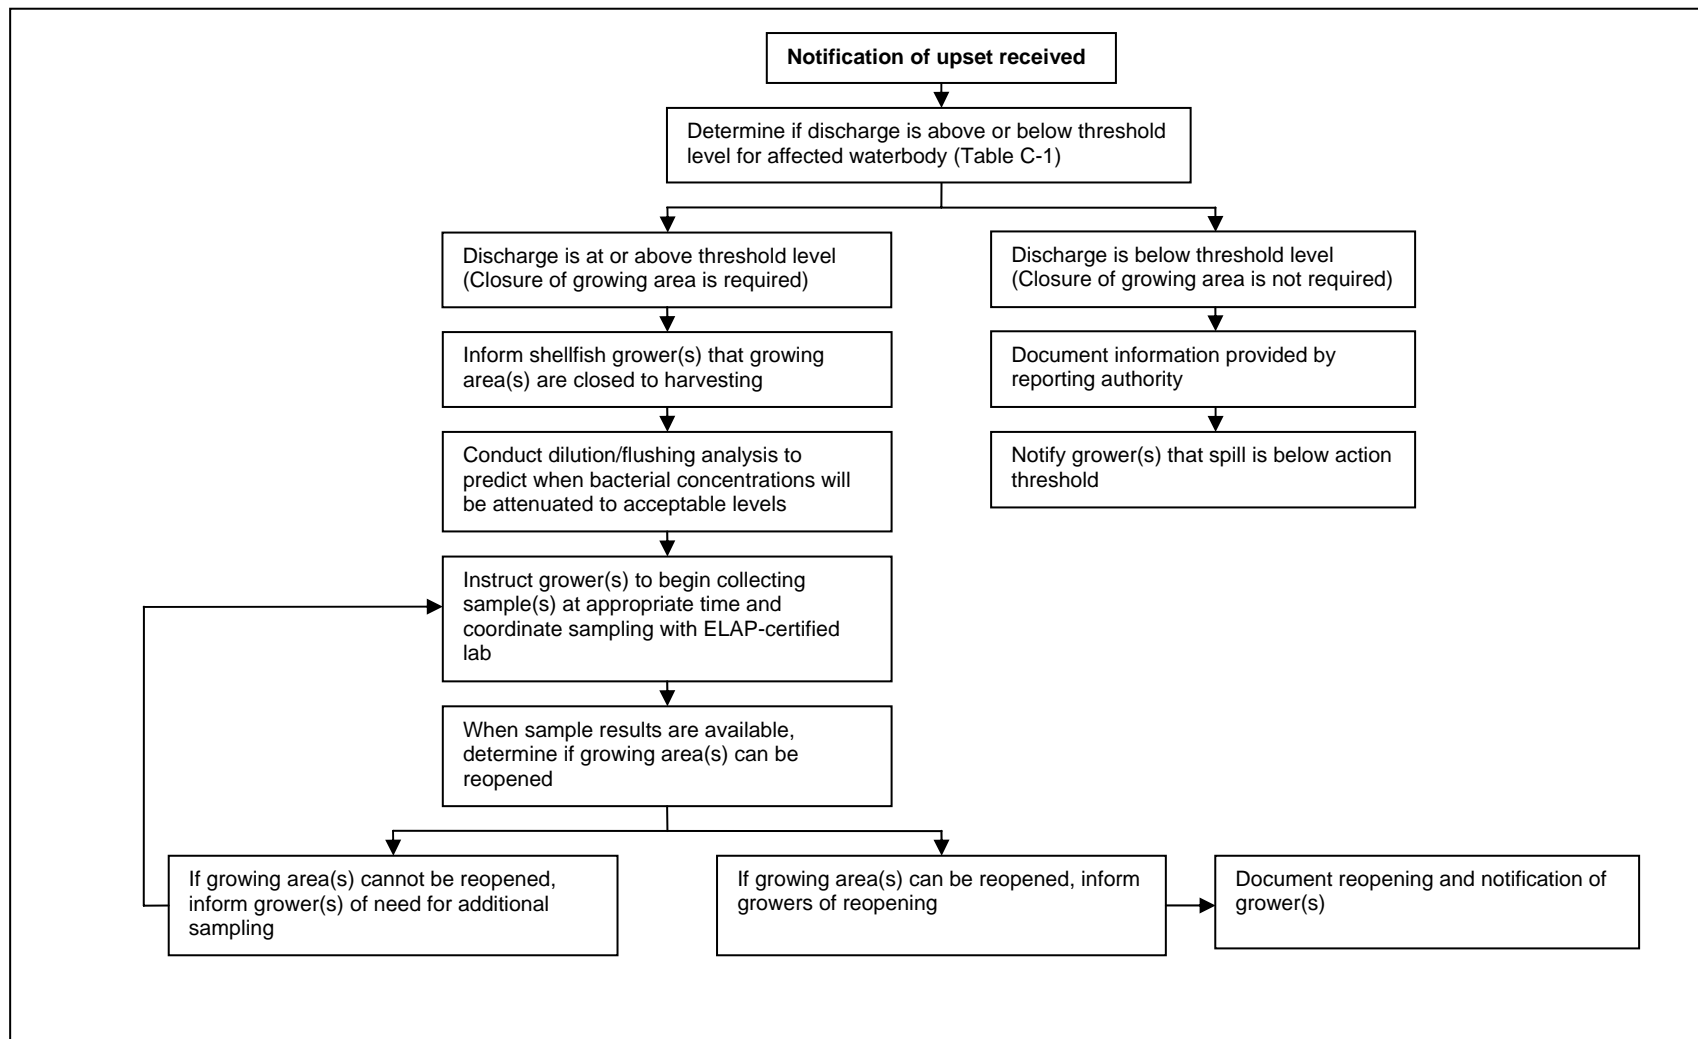 Notification of upset received
Determine if discharge is above or below threshold
level for affected waterbody (Table C-1)
Discharge is at or above threshold level
(Closure of growing area is required)
Discharge is below threshold level
(Closure of growing area is not required)
Inform shellfish grower(s) that growing
area(s) are closed to harvesting
Document information provided by
reporting authority
Conduct dilution/flushing analysis to
predict when bacterial concentrations will
be attenuated to acceptable levels
Notify grower(s) that spill is below action
threshold
Instruct grower(s) to begin collecting
sample(s) at appropriate time and
coordinate sampling with ELAP-certified
lab
When sample results are available,
determine if growing area(s) can be
reopened
If growing area(s) cannot be reopened,
inform grower(s) of need for additional
sampling
If growing area(s) can be reopened, inform
growers of reopening
Document reopening and notification of
grower(s)